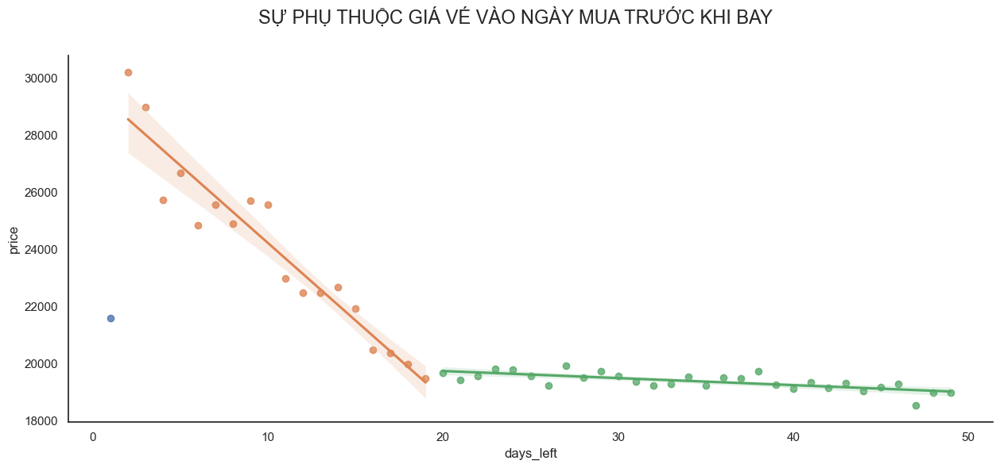 SỰ PHỤ THUỘC GIÁ VÉ VÀO NGÀY MUA TRƯỚC KHI BAY
30000
28000
26000
24000
22000
20000
18000
price
0 10 20 30 40 50
days_left